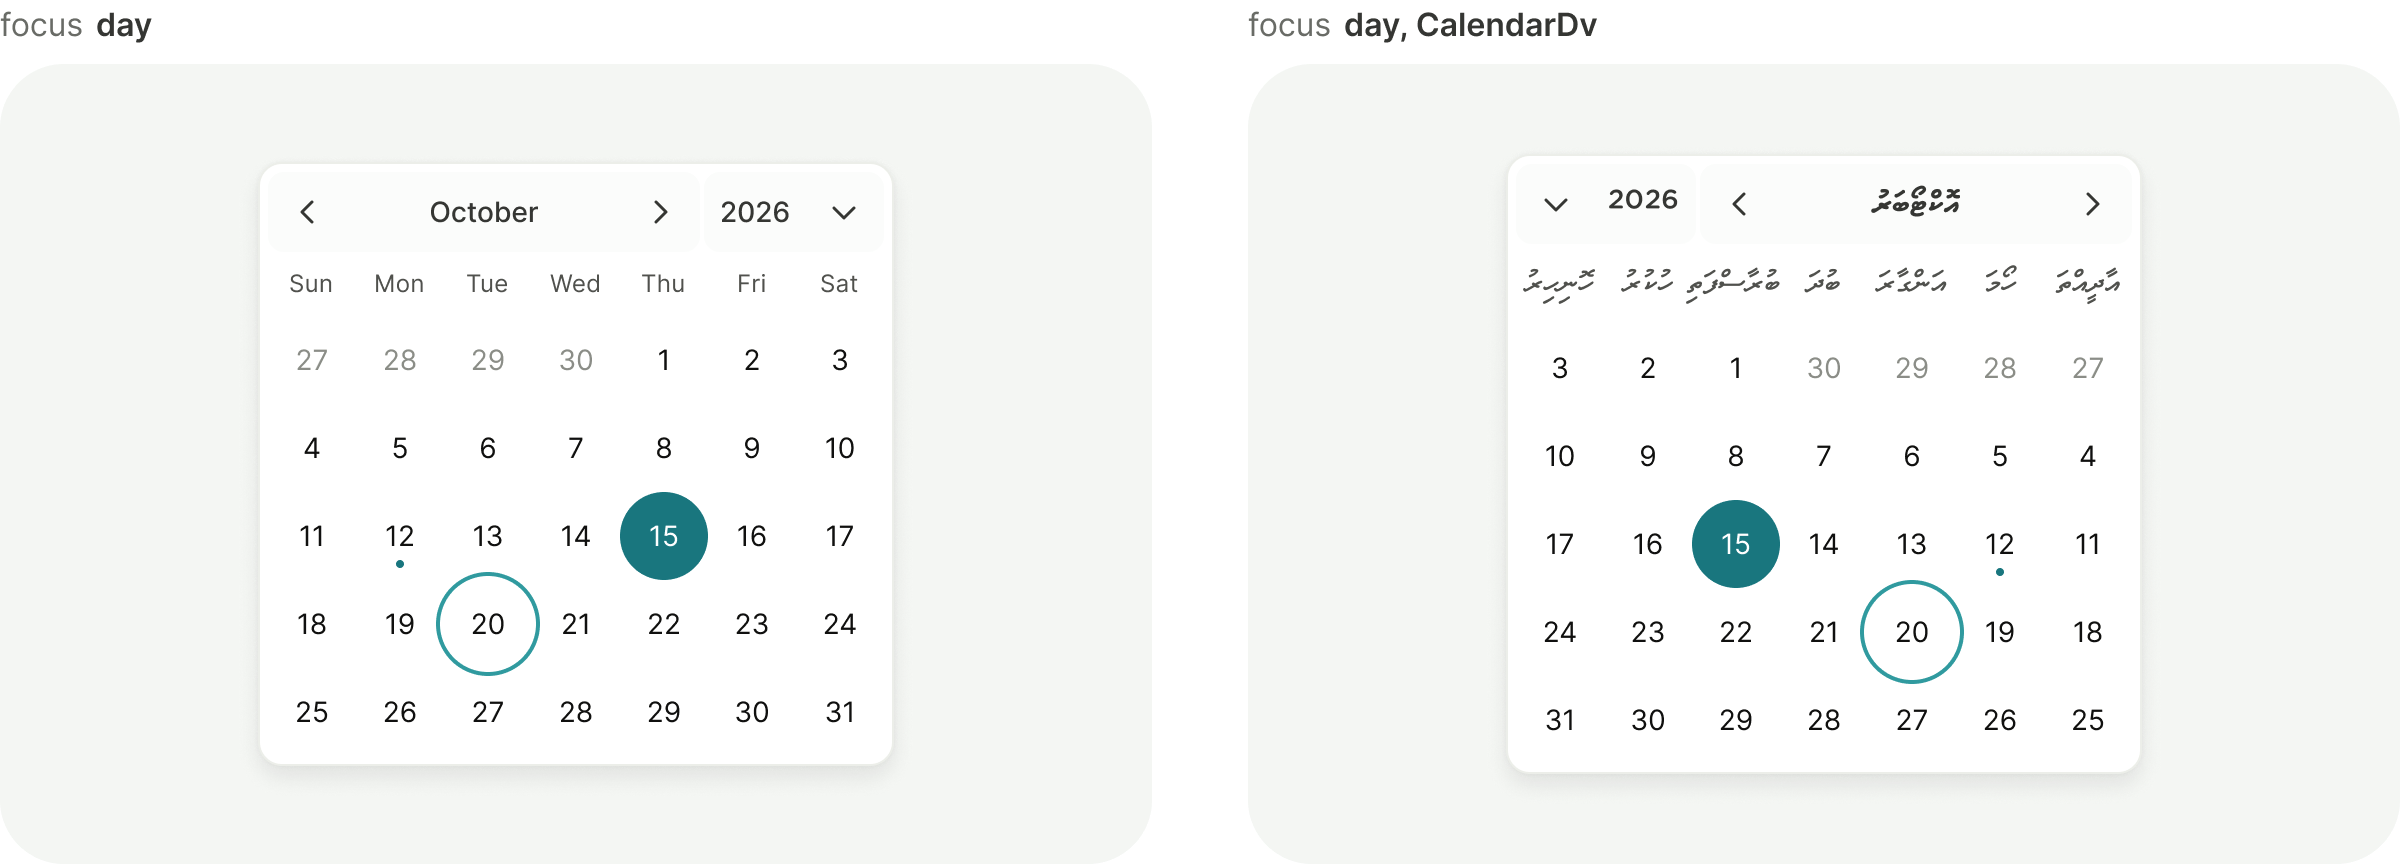 focus day
October 2026
Sun Mon Tue Wed Thu Fri Sat
27 28 29 30 1 2 3
4 5 6 7 8 9 10
11 12 13 14 15 16 17
18 19 20 21 22 23 24
25 26 27 28 29 30 31
focus day, CalendarDv
އޮކްޓޯބަރު 2026
އާދީއްތަ ހޯމަ އަންގާރަ ބުދަ ބުރާސްފަތި ހުކުރު ހޮނިހިރު
27 28 29 30 1 2 3
4 5 6 7 8 9 10
11 12 13 14 15 16 17
18 19 20 21 22 23 24
25 26 27 28 29 30 31